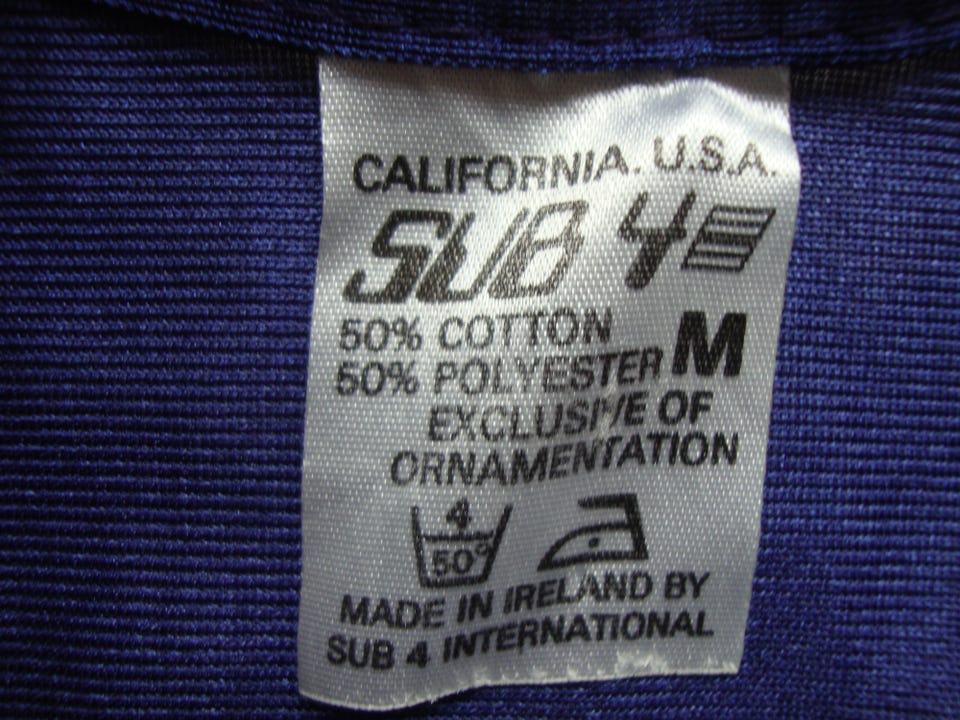 CALIFORNIA. U.S.A.
SUB 4
50% COTTON
50% POLYESTER M
EXCLUSIVE OF
ORNAMENTATION
4
50°
MADE IN IRELAND BY
SUB 4 INTERNATIONAL